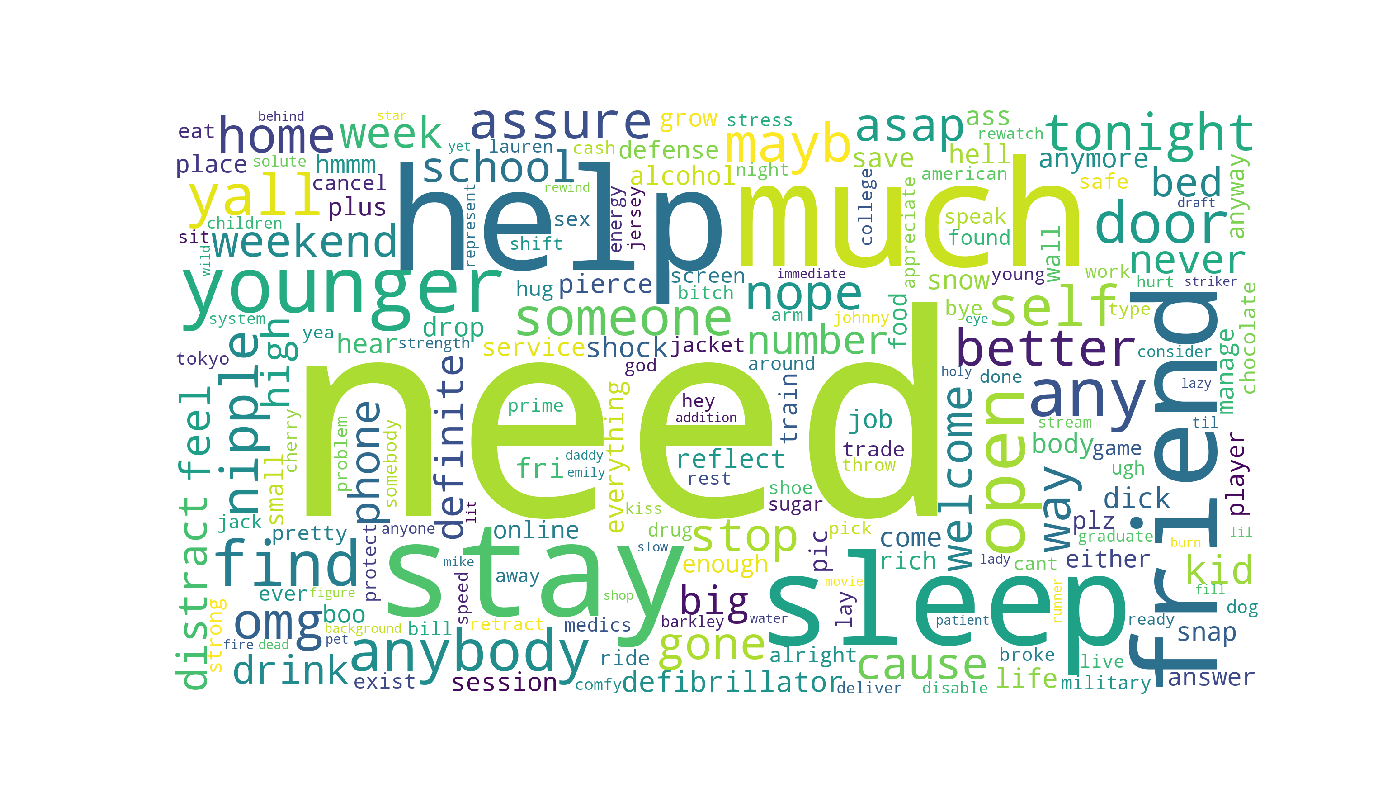 behind
star
eat
home
week
assure
grow
stress
mayb
asap
ass
rewatch
tonight
place
solute
hmmm
yet
lauren
cash
defense
save
hell
anymore
school
alcohol
night
american
bed
yall
cancel
plus
help
rewind
much
college
appreciate
safe
draft
anyway
children
represent
sex
energy
jersey
speak
found
door
sit
weekend
shift
wall
never
wild
younger
hug
pierce
screen
immediate
snow
young
work
hurt
striker
bitch
nope
system
yea
drop
someone
arm
johnny
food
bye
eye
self
type
friend
chocolate
hear
strength
service
shock
jacket
number
better
consider
manage
tokyo
high
nipple
definite
god
around
holy
done
any
lazy
distract feel
need
prime
everything
hey
addition
train
job
welcome
open
stream
til
cherry
problem
phone
somebody
fri
daddy
emily
reflect
trade
throw
body
game
player
small
rest
ugh
way
jack
pretty
anyone
lit
online
kiss
shoe
sugar
dick
plz
drug
stop
pick
come
graduate
lil
find
protect
stay
slow
enough
pic
rich
lady
cant
either
burn
mike
away
sleep
kid
ever
figure
speed
shop
big
movie
lay
runner
fill
dog
strong
omg
boo
background
bill
retract
medics
barkley
water
patient
ready
snap
fire
dead
pet
anybody
ride
gone
alright
cause
broke
live
drink
exist
session
comfy
defibrillator
deliver
disable
life
military
answer